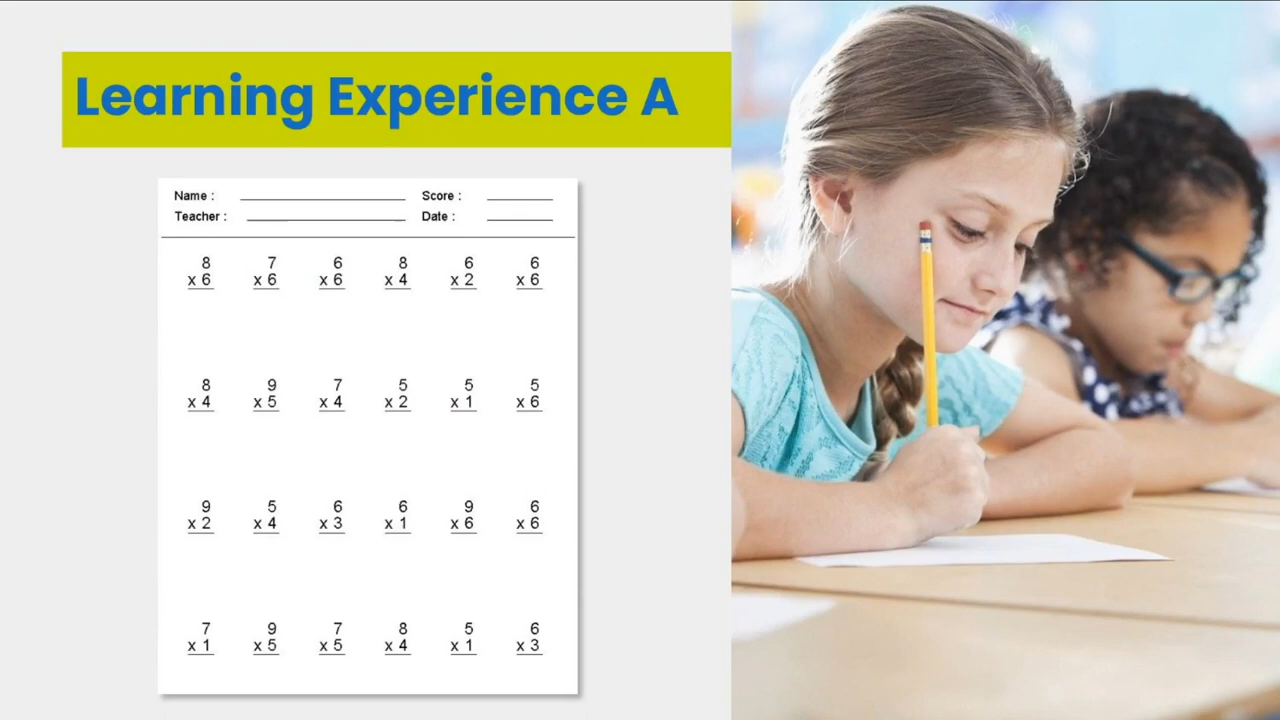 Learning Experience A
Name : Score :
Teacher : Date :
8 7 6 8 6 6
x 6 x 6 x 6 x 4 x 2 x 6
8 9 7 5 5 5
x 4 x 5 x 4 x 2 x 1 x 6
9 5 6 6 9 6
x 2 x 4 x 3 x 1 x 6 x 6
7 9 7 8 5 6
x 1 x 5 x 5 x 4 x 1 x 3